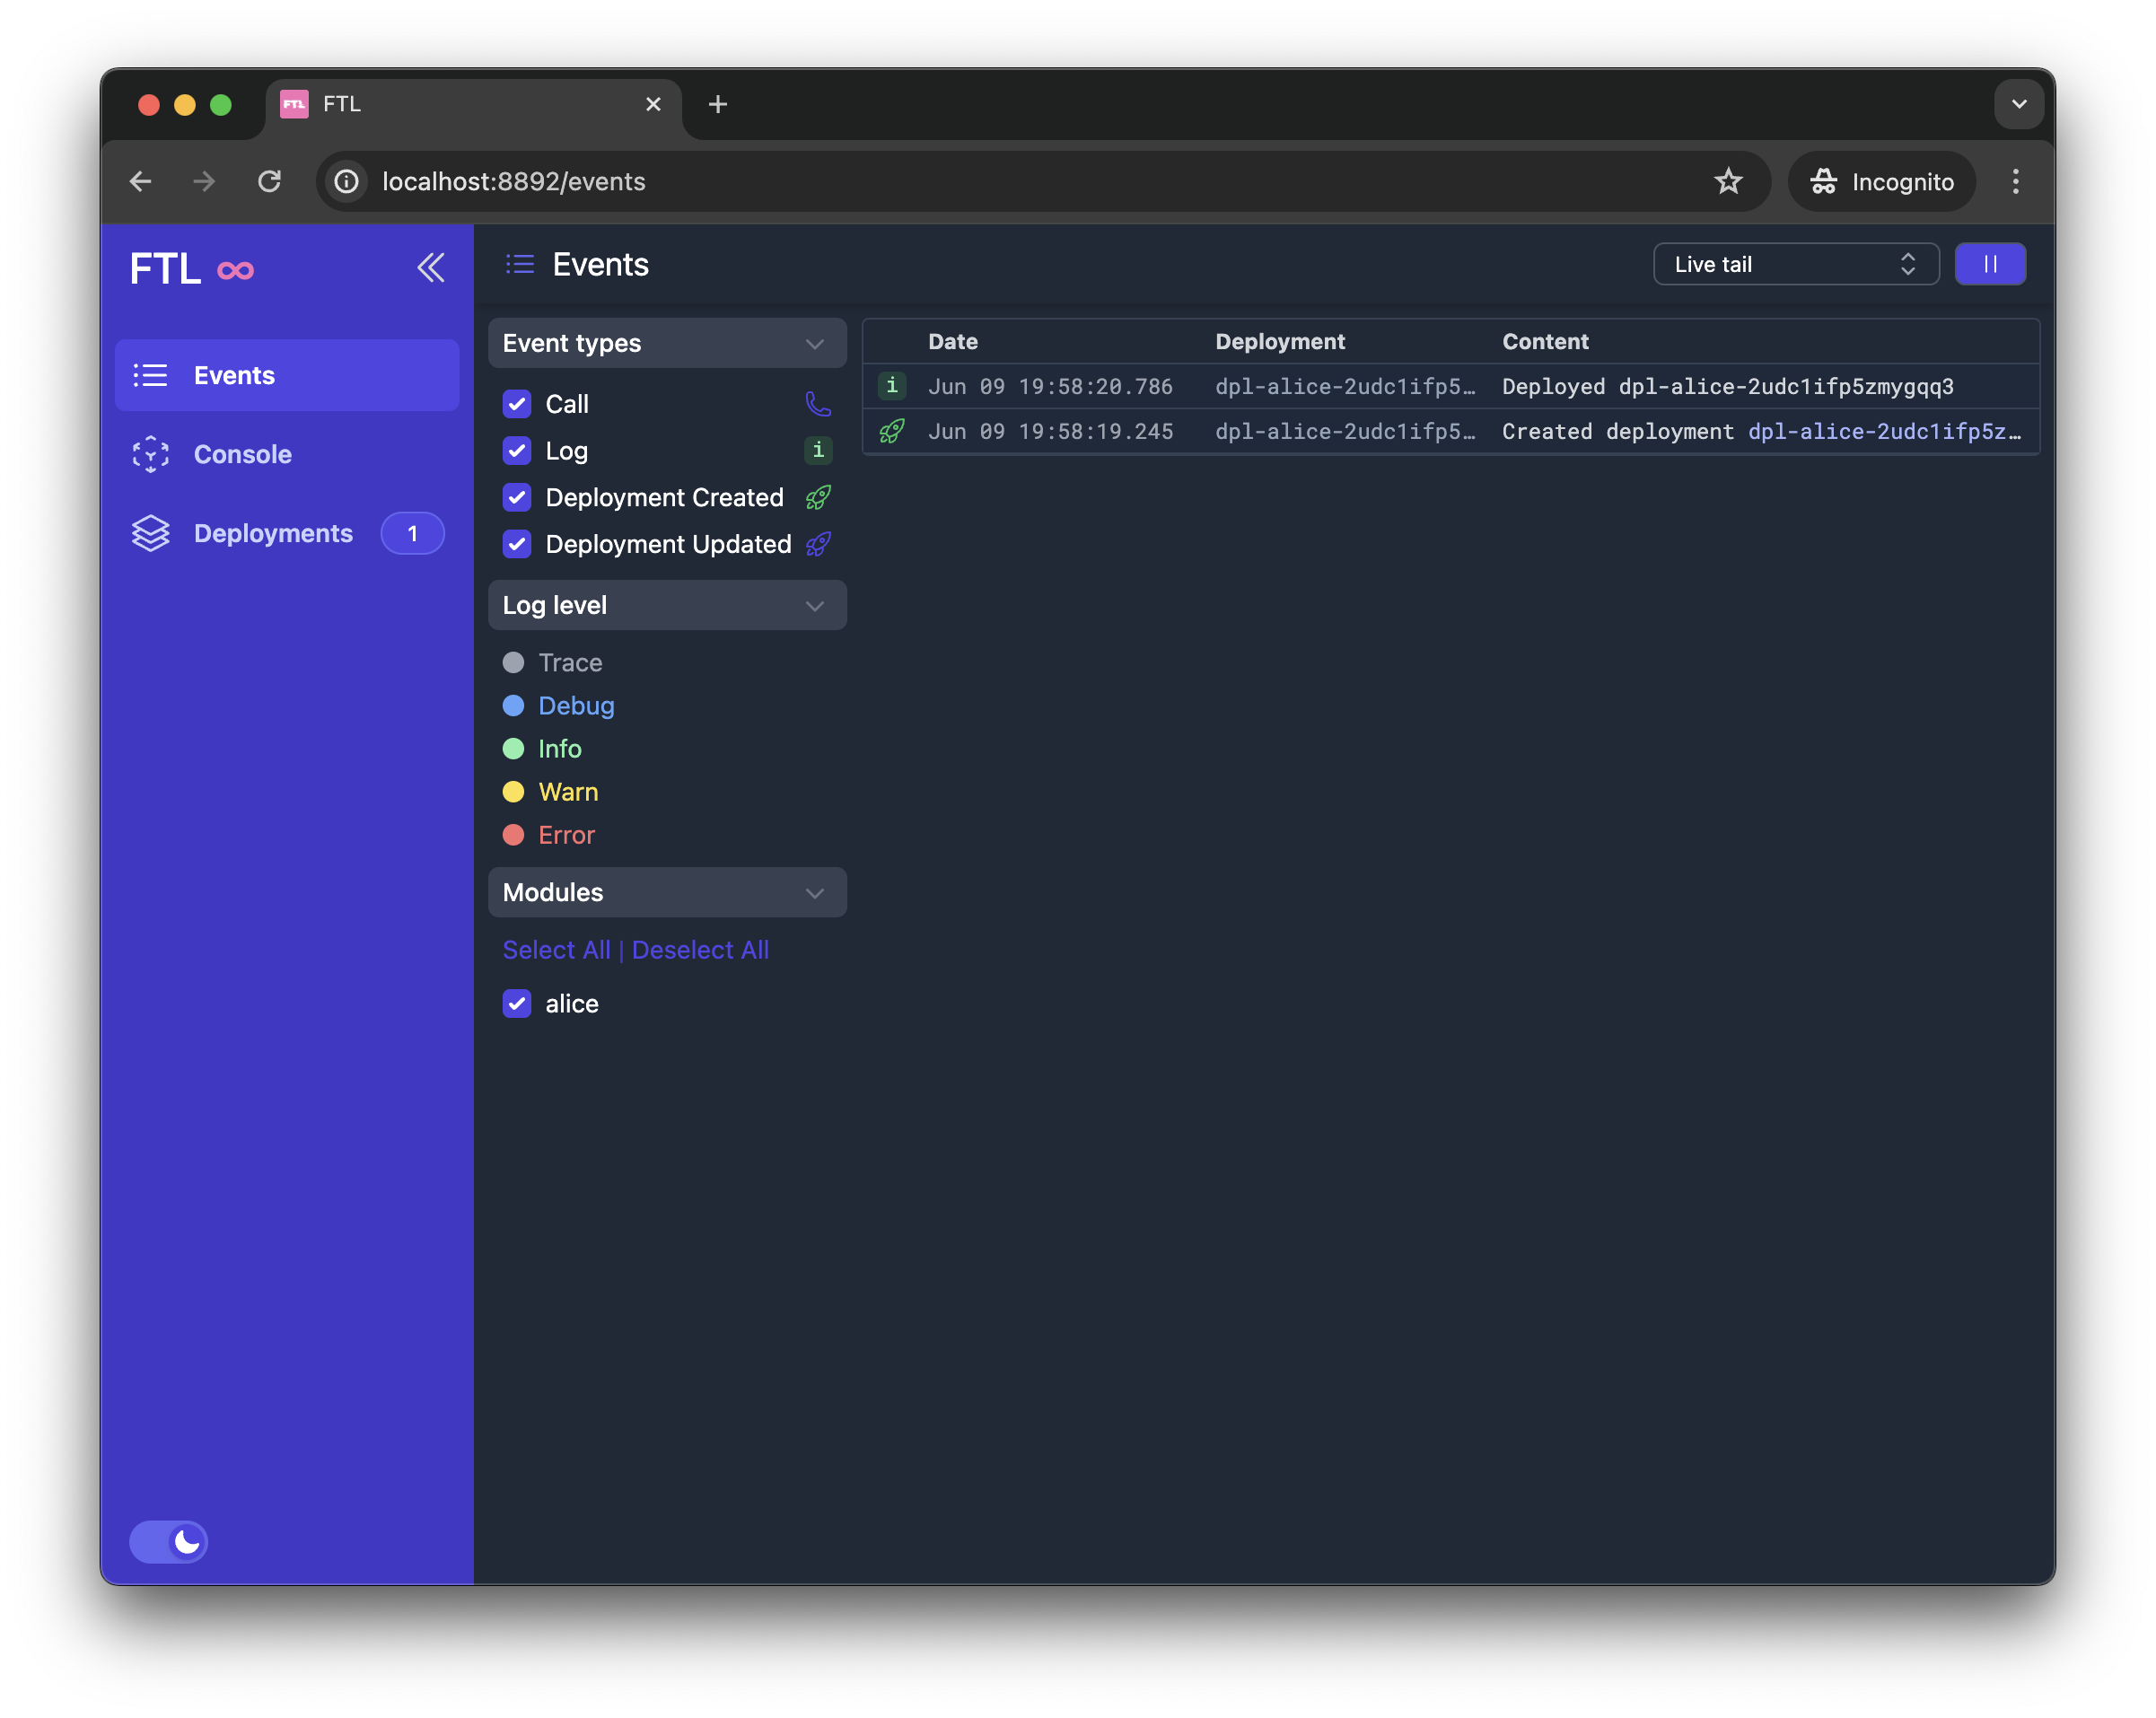 FTL
localhost:8892/events
Incognito
FTL
Events
Console
Deployments 1
Events
Live tail
Event types
Call
Log i
Deployment Created
Deployment Updated
Log level
Trace
Debug
Info
Warn
Error
Modules
Select All | Deselect All
alice
Date Deployment Content
i Jun 09 19:58:20.786 dpl-alice-2udc1ifp5… Deployed dpl-alice-2udc1ifp5zmygqq3
Jun 09 19:58:19.245 dpl-alice-2udc1ifp5… Created deployment dpl-alice-2udc1ifp5z…